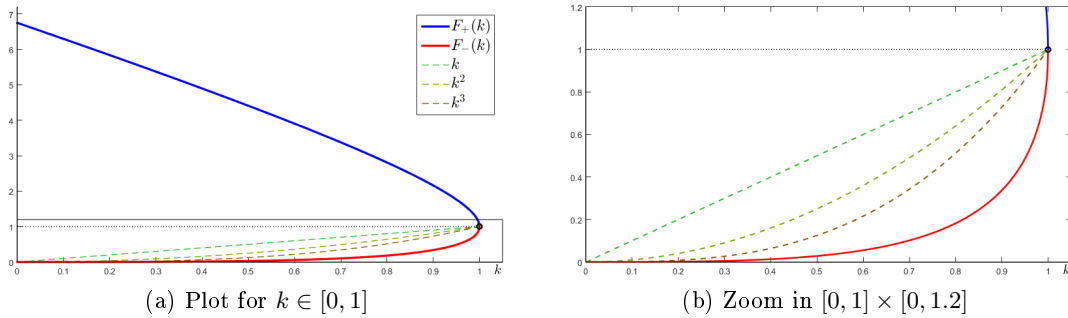 7
6
5
4
3
2
1
0
0 0.1 0.2 0.3 0.4 0.5 0.6 0.7 0.8 0.9 1 k
F₊(k)
F₋(k)
k
k²
k³
(a) Plot for k ∈ [0, 1]
1.2
1
0.8
0.6
0.4
0.2
0
0 0.1 0.2 0.3 0.4 0.5 0.6 0.7 0.8 0.9 1 k
(b) Zoom in [0, 1] × [0, 1.2]